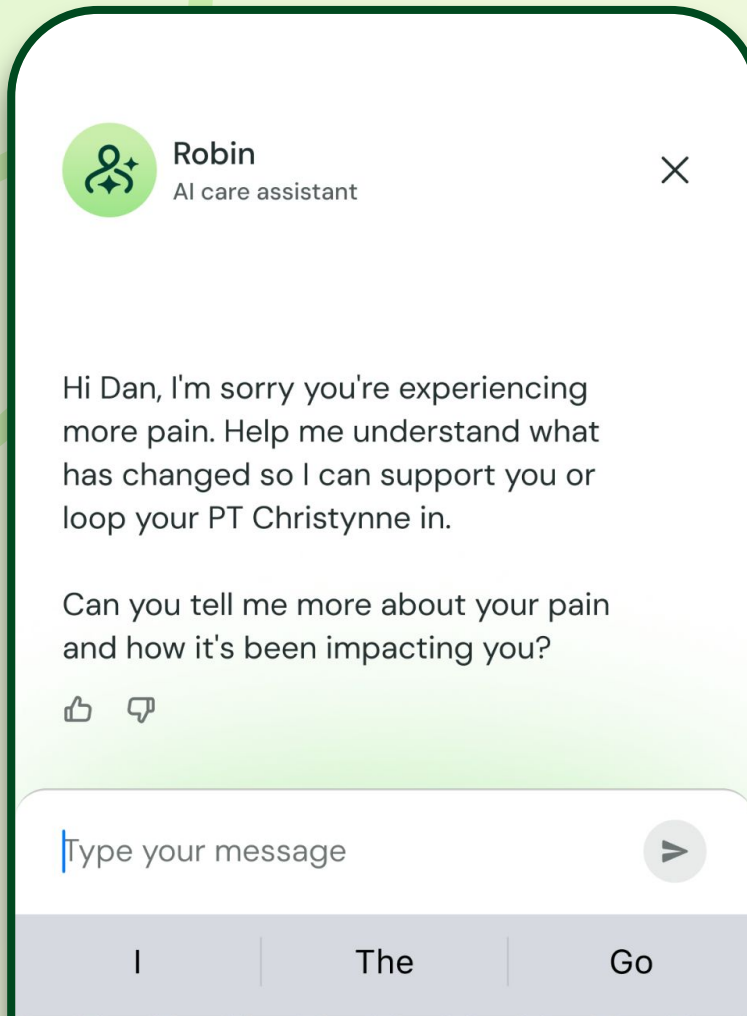 Robin
AI care assistant
Hi Dan, I'm sorry you're experiencing
more pain. Help me understand what
has changed so I can support you or
loop your PT Christynne in.
Can you tell me more about your pain
and how it's been impacting you?
Type your message
I The Go